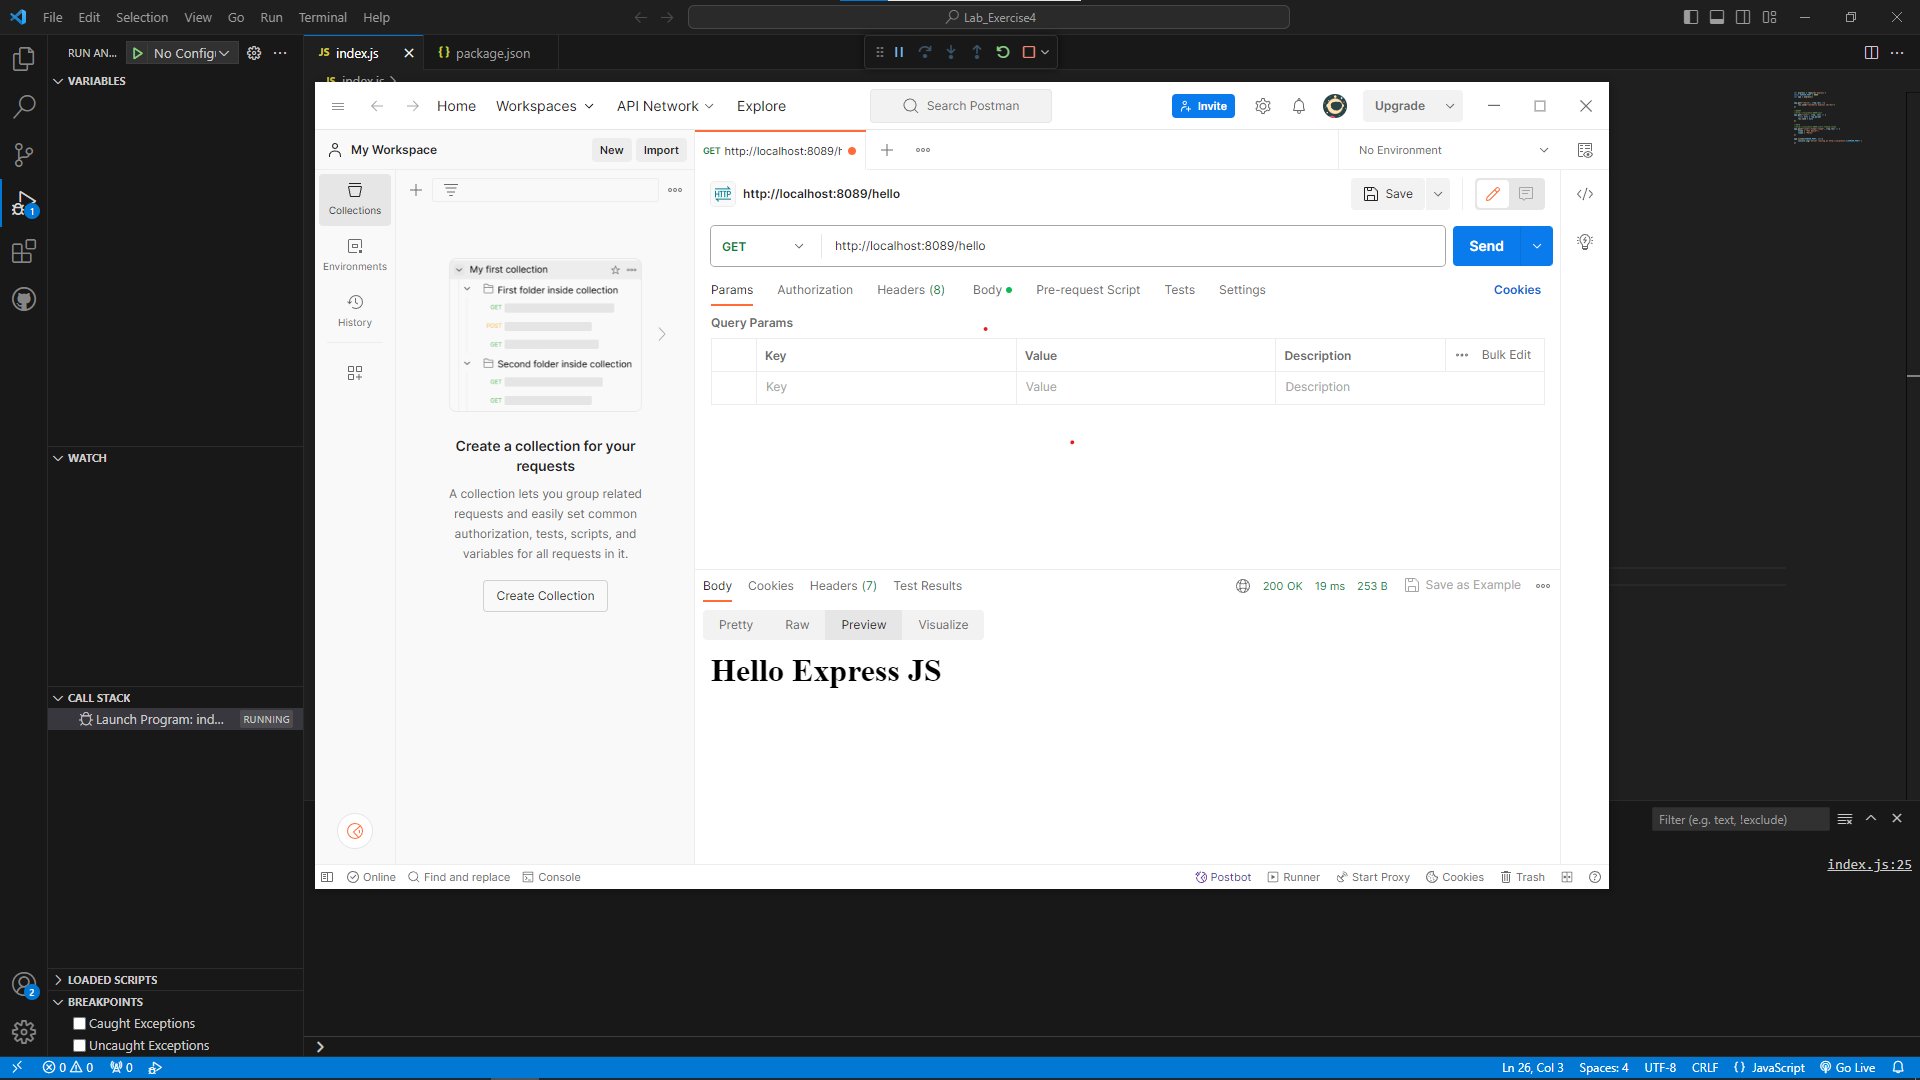 File Edit Selection View Go Run Terminal Help
Lab_Exercise4
RUN AN... No Config
JS index.js
{} package.json
VARIABLES
WATCH
CALL STACK
Launch Program: ind... RUNNING
LOADED SCRIPTS
BREAKPOINTS
Caught Exceptions
Uncaught Exceptions
1
2
Home Workspaces API Network Explore
Search Postman
Invite
Upgrade
My Workspace
New Import
GET http://localhost:8089/h
No Environment
Collections
Environments
History
My first collection
First folder inside collection
GET
POST
GET
Second folder inside collection
GET
GET
Create a collection for your
requests
A collection lets you group related
requests and easily set common
authorization, tests, scripts, and
variables for all requests in it.
Create Collection
HTTP http://localhost:8089/hello
Save
</>
GET http://localhost:8089/hello
Send
Params Authorization Headers (8) Body Pre-request Script Tests Settings Cookies
Query Params
Key Value Description Bulk Edit
Key Value Description
Body Cookies Headers (7) Test Results
200 OK 19 ms 253 B Save as Example
Pretty Raw Preview Visualize
Hello Express JS
Online Find and replace Console
Postbot Runner Start Proxy Cookies Trash
Filter (e.g. text, !exclude)
index.js:25
0 0 0
Ln 26, Col 3 Spaces: 4 UTF-8 CRLF {} JavaScript Go Live